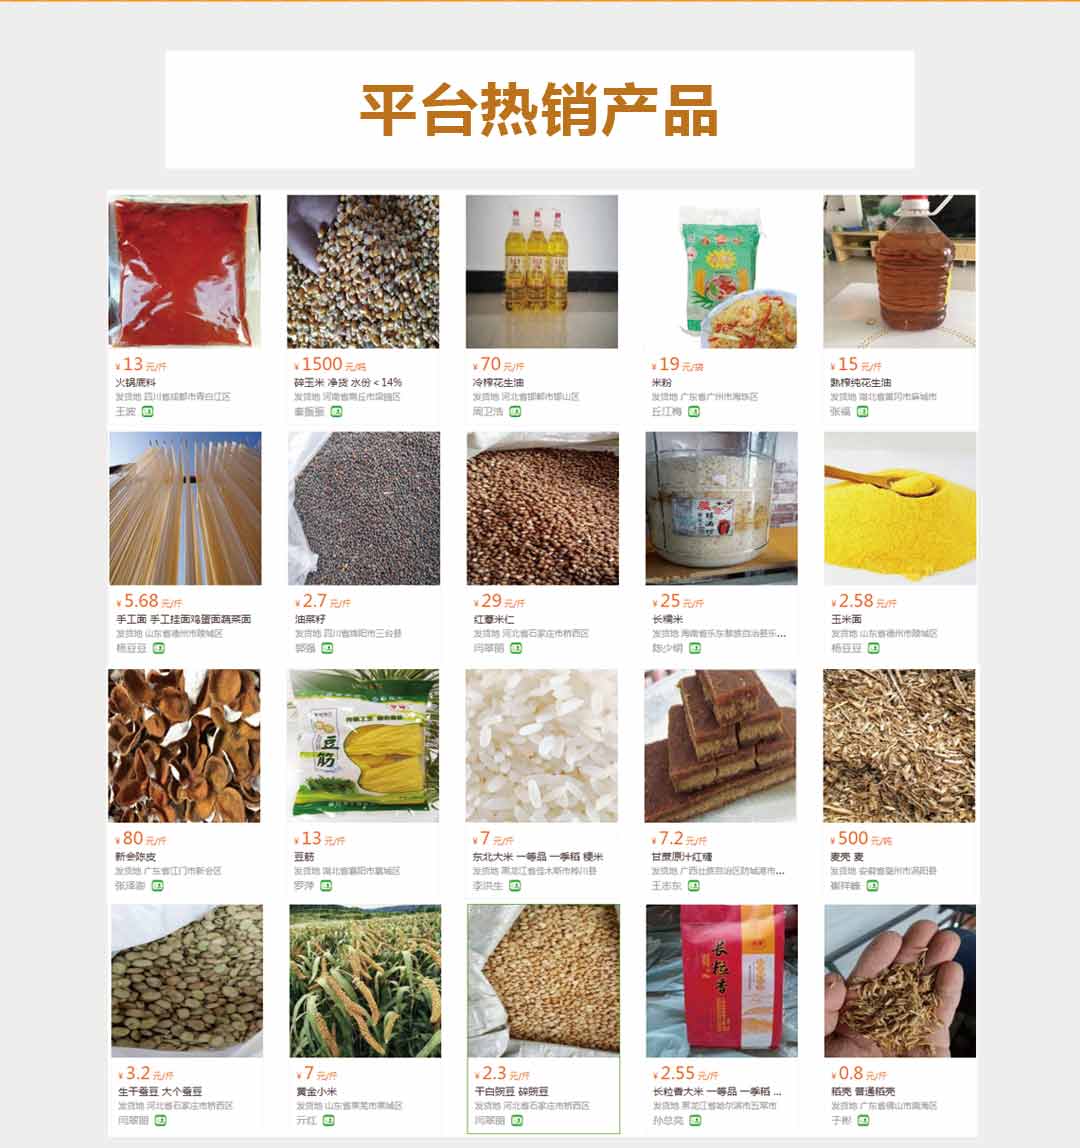 平台热销产品
¥13元/斤
火锅底料
发货地 四川省成都市青白江区
王波
¥1500元/吨
碎玉米 净货 水份<14%
发货地 河南省商丘市梁园区
秦振振
¥70元/斤
冷榨花生油
发货地 河北省邯郸市邯山区
周卫浩
¥19元/袋
米粉
发货地 广东省广州市海珠区
丘江梅
¥15元/斤
熟榨纯花生油
发货地 湖北省黄冈市麻城市
张福
¥5.68元/斤
手工面 手工挂面鸡蛋面蔬菜面
发货地 山东省德州市陵城区
杨豆豆
¥2.7元/斤
油菜籽
发货地 四川省绵阳市三台县
郭强
¥29元/斤
红薏米仁
发货地 河北省石家庄市桥西区
闫翠丽
¥25元/斤
长糯米
发货地 海南省乐东黎族自治县乐...
陈少明
¥2.58元/斤
玉米面
发货地 山东省德州市陵城区
杨豆豆
豆筋
¥80元/斤
新会陈皮
发货地 广东省江门市新会区
张泽澎
¥13元/斤
豆筋
发货地 湖北省襄阳市襄城区
罗萍
¥7元/斤
东北大米 一等品 一季稻 粳米
发货地 黑龙江省佳木斯市桦川县
李洪生
¥7.2元/斤
甘蔗原汁红糖
发货地 广西壮族自治区防城港市...
王志东
¥500元/吨
麦壳 麦
发货地 安徽省亳州市涡阳县
崔祥峰
长粒香
¥3.2元/斤
生干蚕豆 大个蚕豆
发货地 河北省石家庄市桥西区
闫翠丽
¥7元/斤
黄金小米
发货地 山东省莱芜市莱城区
亓红
¥2.3元/斤
干白豌豆 碎豌豆
发货地 河北省石家庄市桥西区
闫翠丽
¥2.55元/斤
长粒香大米 一等品 一季稻 ...
发货地 黑龙江省哈尔滨市五常市
孙总亮
¥0.8元/斤
稻壳 普通稻壳
发货地 广东省佛山市南海区
子彬